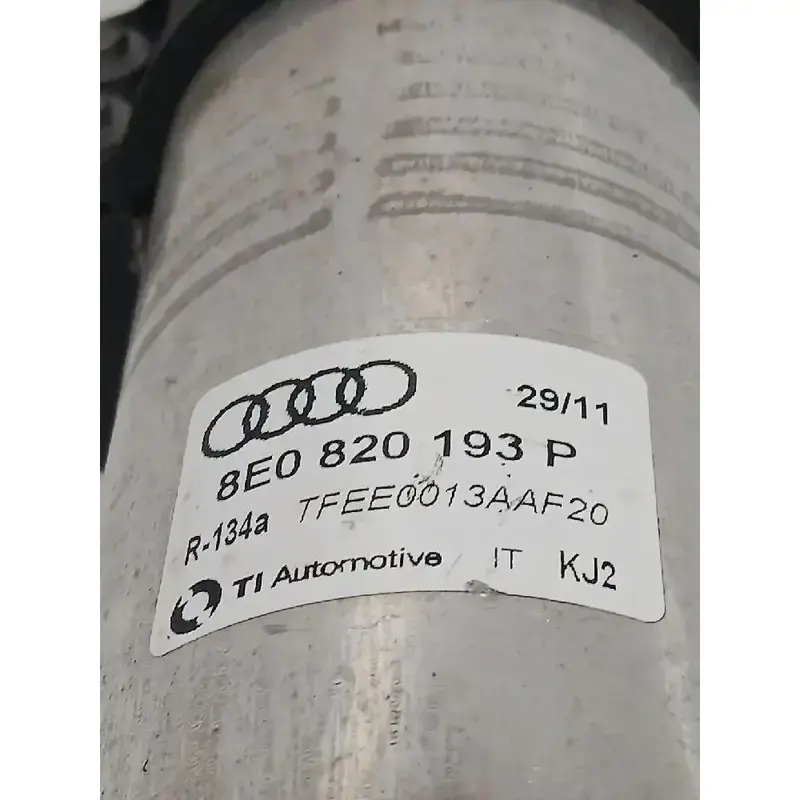 29/11
8E0 820 193 P
R-134a TFEE0013AAF20
TI Automotive IT KJ2